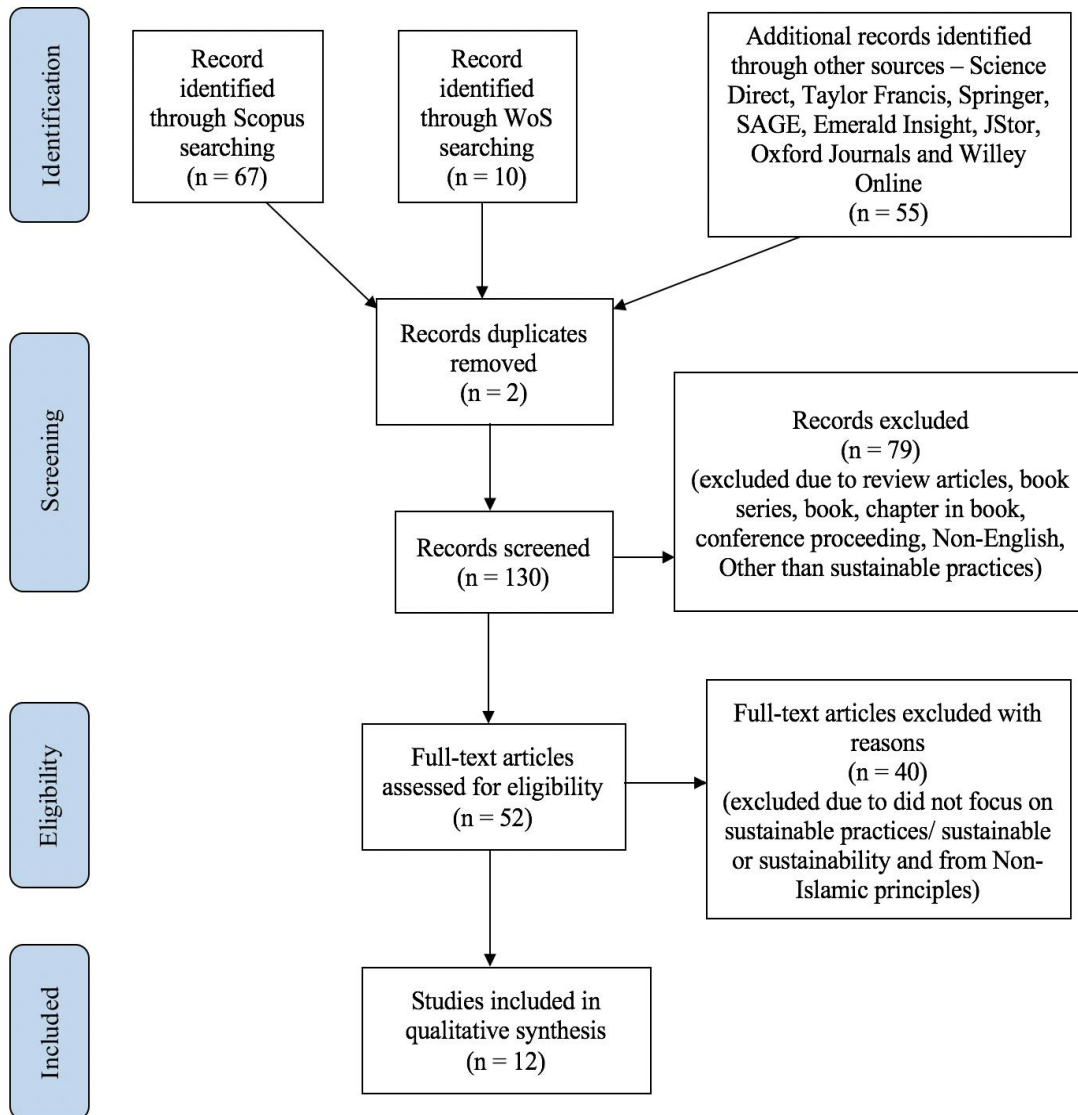 Identification
Record
identified
through Scopus
searching
(n = 67)
Record
identified
through WoS
searching
(n = 10)
Additional records identified
through other sources – Science
Direct, Taylor Francis, Springer,
SAGE, Emerald Insight, JStor,
Oxford Journals and Willey
Online
(n = 55)
Screening
Records duplicates
removed
(n = 2)
Records screened
(n = 130)
Records excluded
(n = 79)
(excluded due to review articles, book
series, book, chapter in book,
conference proceeding, Non-English,
Other than sustainable practices)
Eligibility
Full-text articles
assessed for eligibility
(n = 52)
Full-text articles excluded with
reasons
(n = 40)
(excluded due to did not focus on
sustainable practices/ sustainable
or sustainability and from Non-
Islamic principles)
Included
Studies included in
qualitative synthesis
(n = 12)